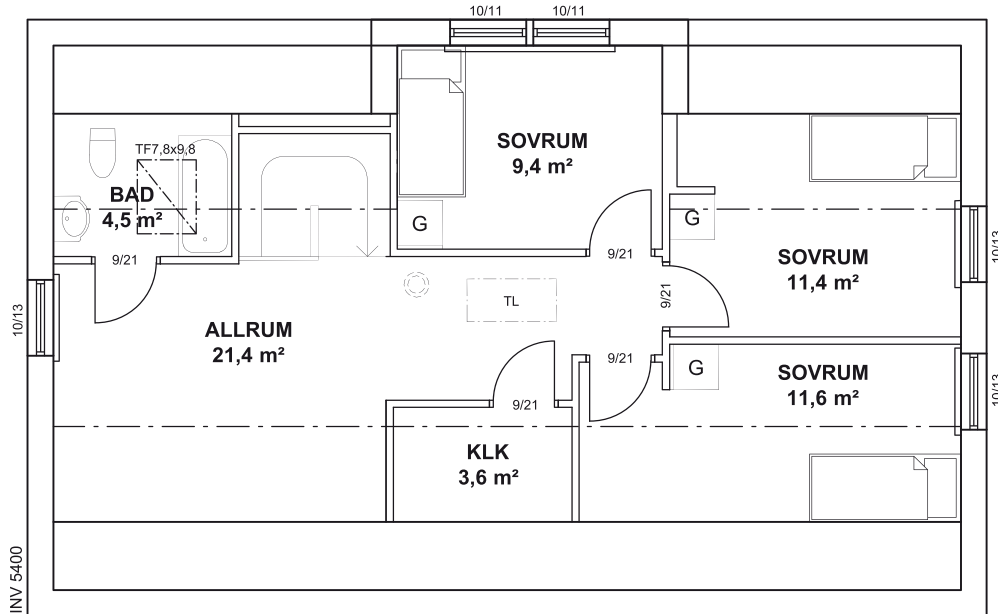 10/11 10/11
SOVRUM
9,4 m²
TF7,8x9,8
BAD
4,5 m²
G
G
9/21
9/21
SOVRUM
11,4 m²
10/13
10/13
9/21
TL
ALLRUM
21,4 m²
9/21
G
SOVRUM
11,6 m²
10/13
9/21
KLK
3,6 m²
INV 5400